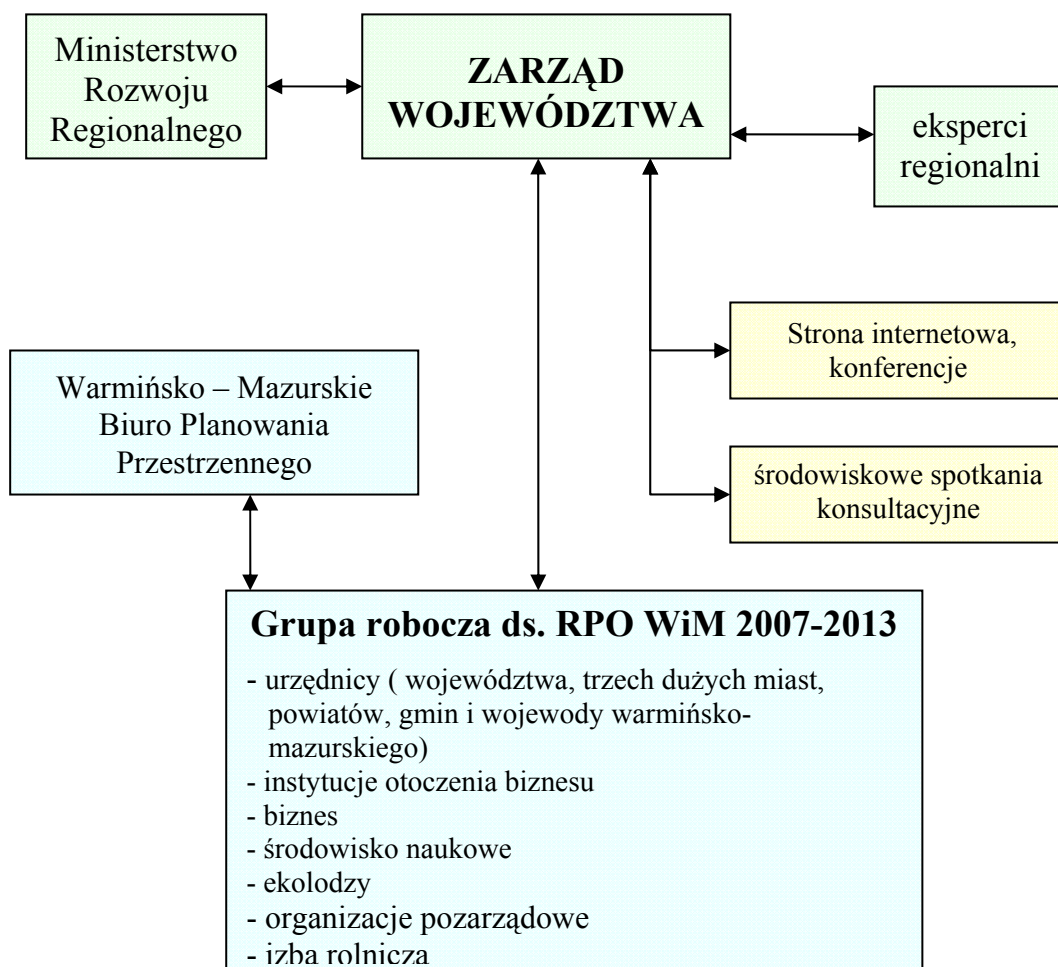 Ministerstwo
Rozwoju
Regionalnego
ZARZĄD
WOJEWÓDZTWA
eksperci
regionalni
Strona internetowa,
konferencje
Warmińsko – Mazurskie
Biuro Planowania
Przestrzennego
środowiskowe spotkania
konsultacyjne
Grupa robocza ds. RPO WiM 2007-2013
- urzędnicy ( województwa, trzech dużych miast,
powiatów, gmin i wojewody warmińsko-
mazurskiego)
- instytucje otoczenia biznesu
- biznes
- środowisko naukowe
- ekolodzy
- organizacje pozarządowe
- izba rolnicza